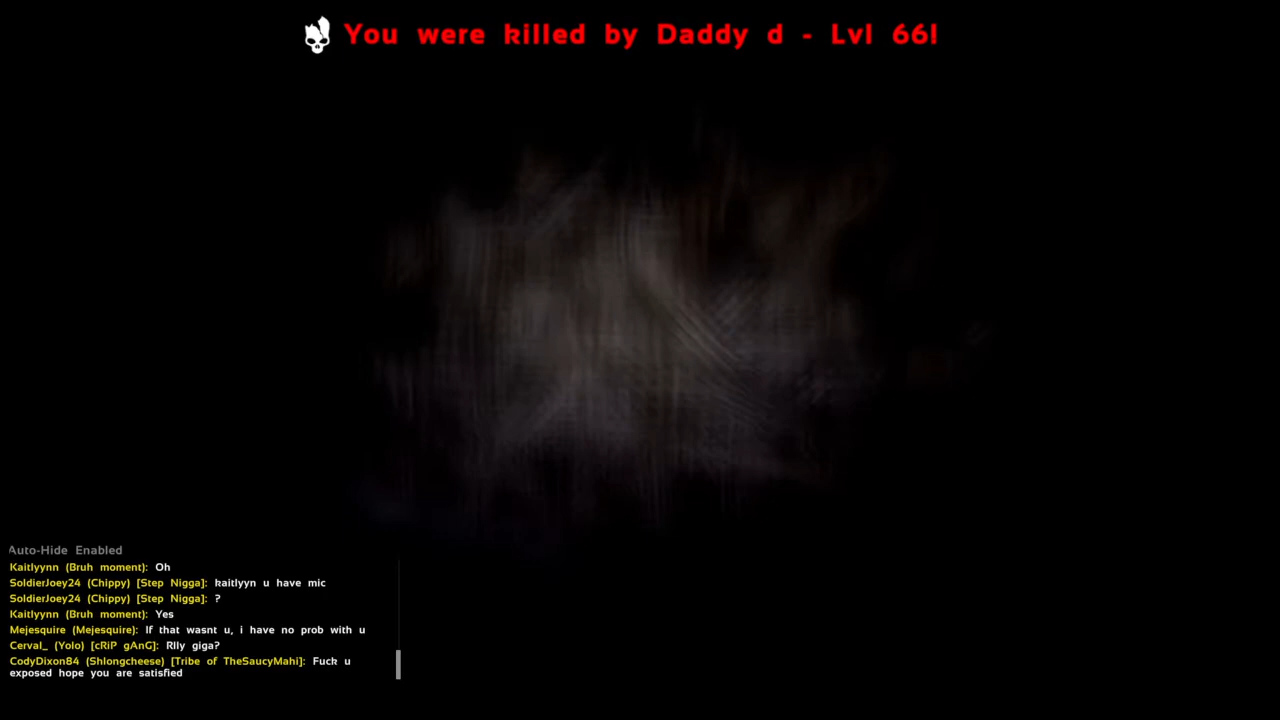 You were killed by Daddy d - Lvl 66!
Auto-Hide Enabled
Kaitlyynn (Bruh moment): Oh
SoldierJoey24 (Chippy) [Step Nigga]: kaitlyyn u have mic
SoldierJoey24 (Chippy) [Step Nigga]: ?
Kaitlyynn (Bruh moment): Yes
Mejesquire (Mejesquire): If that wasnt u, i have no prob with u
Cerval_ (Yolo) [cRiP gAnG]: Rlly giga?
CodyDixon84 (Shlongcheese) [Tribe of TheSaucyMahi]: Fuck u
exposed hope you are satisfied